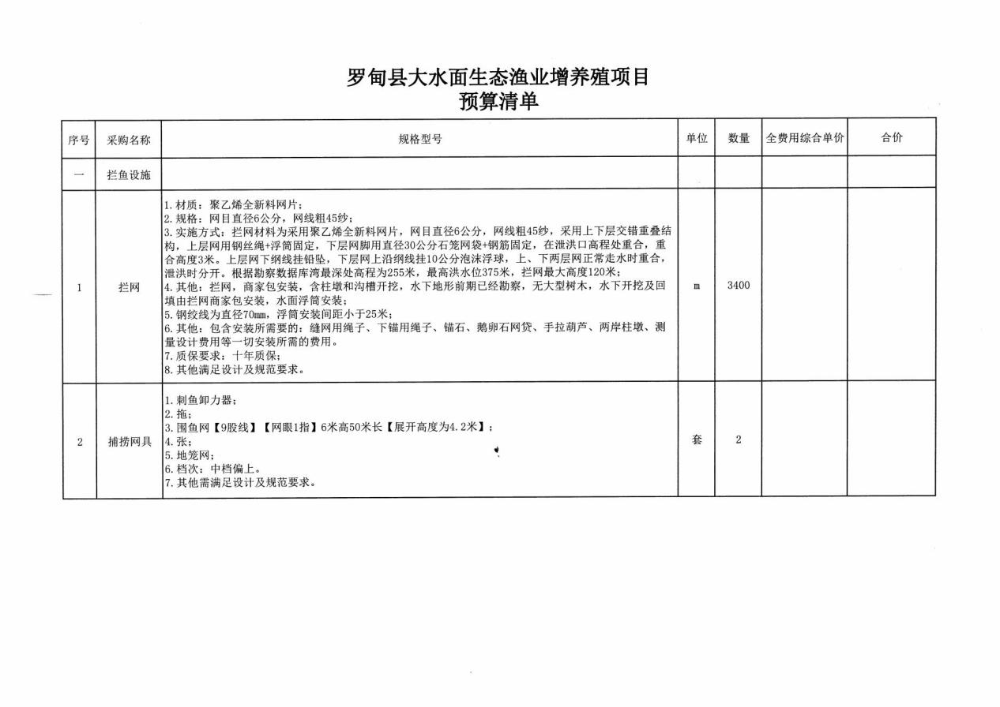 罗甸县大水面生态渔业增养殖项目
预算清单
序号 采购名称 规格型号 单位 数量 全费用综合单价 合价
一 拦鱼设施
1 拦网 m 3400
1.材质：聚乙烯全新料网片；
2.规格：网目直径6公分，网线粗45纱；
3.实施方式：拦网材料为采用聚乙烯全新料网片，网目直径6公分，网线粗45纱，采用上下层交错重叠结
构，上层网用钢丝绳+浮筒固定，下层网脚用直径30公分石笼网袋+钢筋固定，在泄洪口高程处重合，重
合高度3米。上层网下纲线挂铅坠，下层网上沿纲线挂10公分泡沫浮球，上、下两层网正常走水时重合，
泄洪时分开。根据勘察数据库湾最深处高程为255米，最高洪水位375米，拦网最大高度120米；
4.其他：拦网，商家包安装，含柱墩和沟槽开挖，水下地形前期已经勘察，无大型树木，水下开挖及回
填由拦网商家包安装，水面浮筒安装；
5.钢绞线为直径70mm，浮筒安装间距小于25米；
6.其他：包含安装所需要的：缝网用绳子、下锚用绳子、锚石、鹅卵石网贷、手拉葫芦、两岸柱墩、测
量设计费用等一切安装所需的费用。
7.质保要求：十年质保；
8.其他满足设计及规范要求。
2 捕捞网具 套 2
1.刺鱼卸力器；
2.拖；
3.围鱼网【9股线】【网眼1指】6米高50米长【展开高度为4.2米】；
4.张；
5.地笼网；
6.档次：中档偏上。
7.其他需满足设计及规范要求。